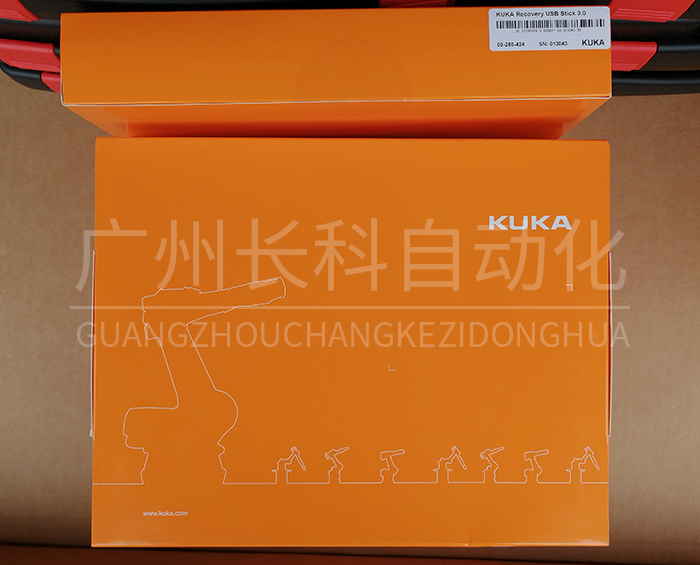 KUKA Recovery USB Stick 3.0
00-250-424 SN: 013043 KUKA
KUKA
广州长科自动化
GUANGZHOUCHANGKEZIDONGHUA
www.kuka.com